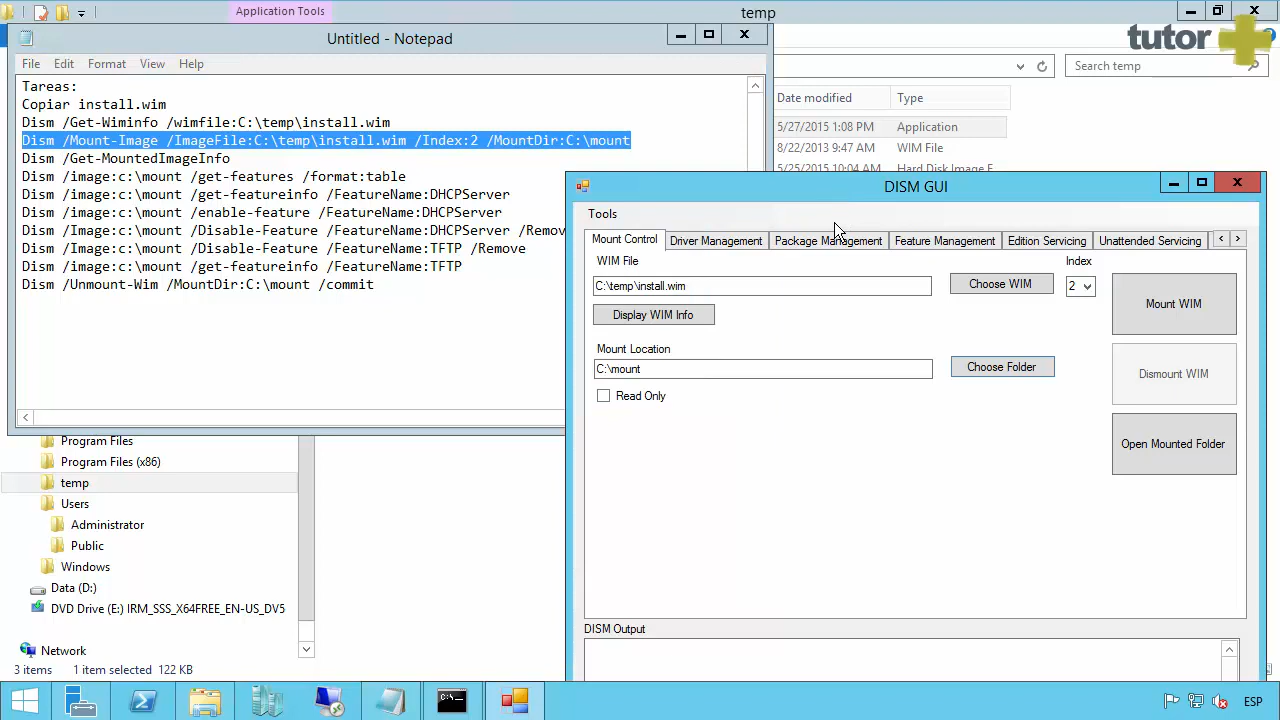 Application Tools
temp
tutor
Untitled - Notepad
File Edit Format View Help
Tareas:
Copiar install.wim
Dism /Get-Wiminfo /wimfile:C:\temp\install.wim
Dism /Mount-Image /ImageFile:C:\temp\install.wim /Index:2 /MountDir:C:\mount
Dism /Get-MountedImageInfo
Dism /image:c:\mount /get-features /format:table
Dism /image:c:\mount /get-featureinfo /FeatureName:DHCPServer
Dism /image:c:\mount /enable-feature /FeatureName:DHCPServer
Dism /image:c:\mount /Disable-Feature /FeatureName:DHCPServer /Remov
Dism /image:c:\mount /Disable-Feature /FeatureName:TFTP /Remove
Dism /image:c:\mount /get-featureinfo /FeatureName:TFTP
Dism /Unmount-Wim /MountDir:C:\mount /commit
Search temp
Date modified Type
5/27/2015 1:08 PM Application
8/22/2013 9:47 AM WIM File
5/25/2015 10:04 AM Hard Disk Image F
DISM GUI
Tools
Mount Control Driver Management Package Management Feature Management Edition Servicing Unattended Servicing
WIM File Index
C:\temp\install.wim Choose WIM 2
Mount WIM
Display WIM Info
Mount Location
C:\mount Choose Folder
Dismount WIM
Read Only
Open Mounted Folder
DISM Output
Program Files
Program Files (x86)
temp
Users
Administrator
Public
Windows
Data (D:)
DVD Drive (E:) IRM_SSS_X64FREE_EN-US_DV5
Network
3 items 1 item selected 122 KB
ESP